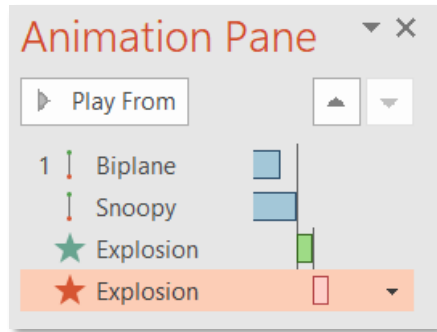 Animation Pane
Play From
1 Biplane
Snoopy
Explosion
Explosion